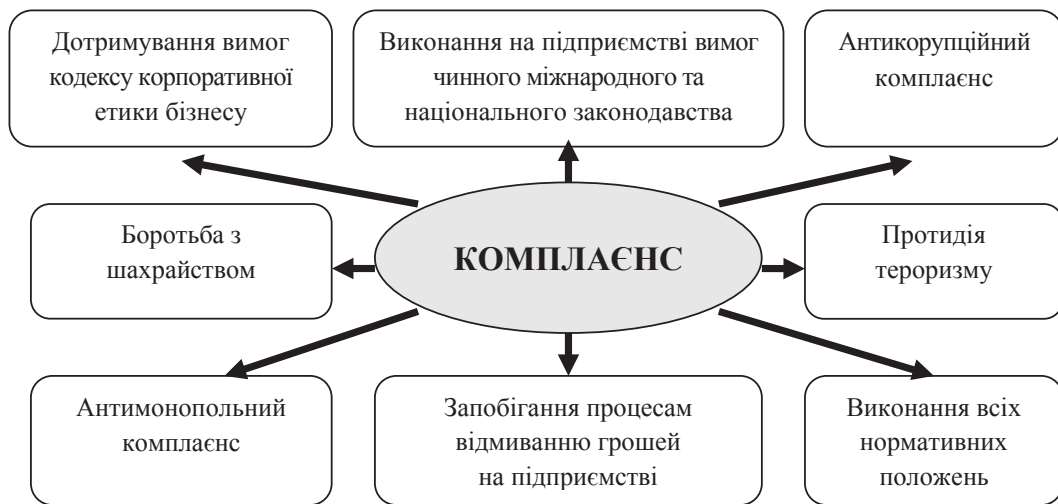 Дотримування вимог
кодексу корпоративної
етики бізнесу
Виконання на підприємстві вимог
чинного міжнародного та
національного законодавства
Антикорупційний
комплаєнс
Боротьба з
шахрайством
КОМПЛАЄНС
Протидія
тероризму
Антимонопольний
комплаєнс
Запобігання процесам
відмиванню грошей
на підприємстві
Виконання всіх
нормативних
положень